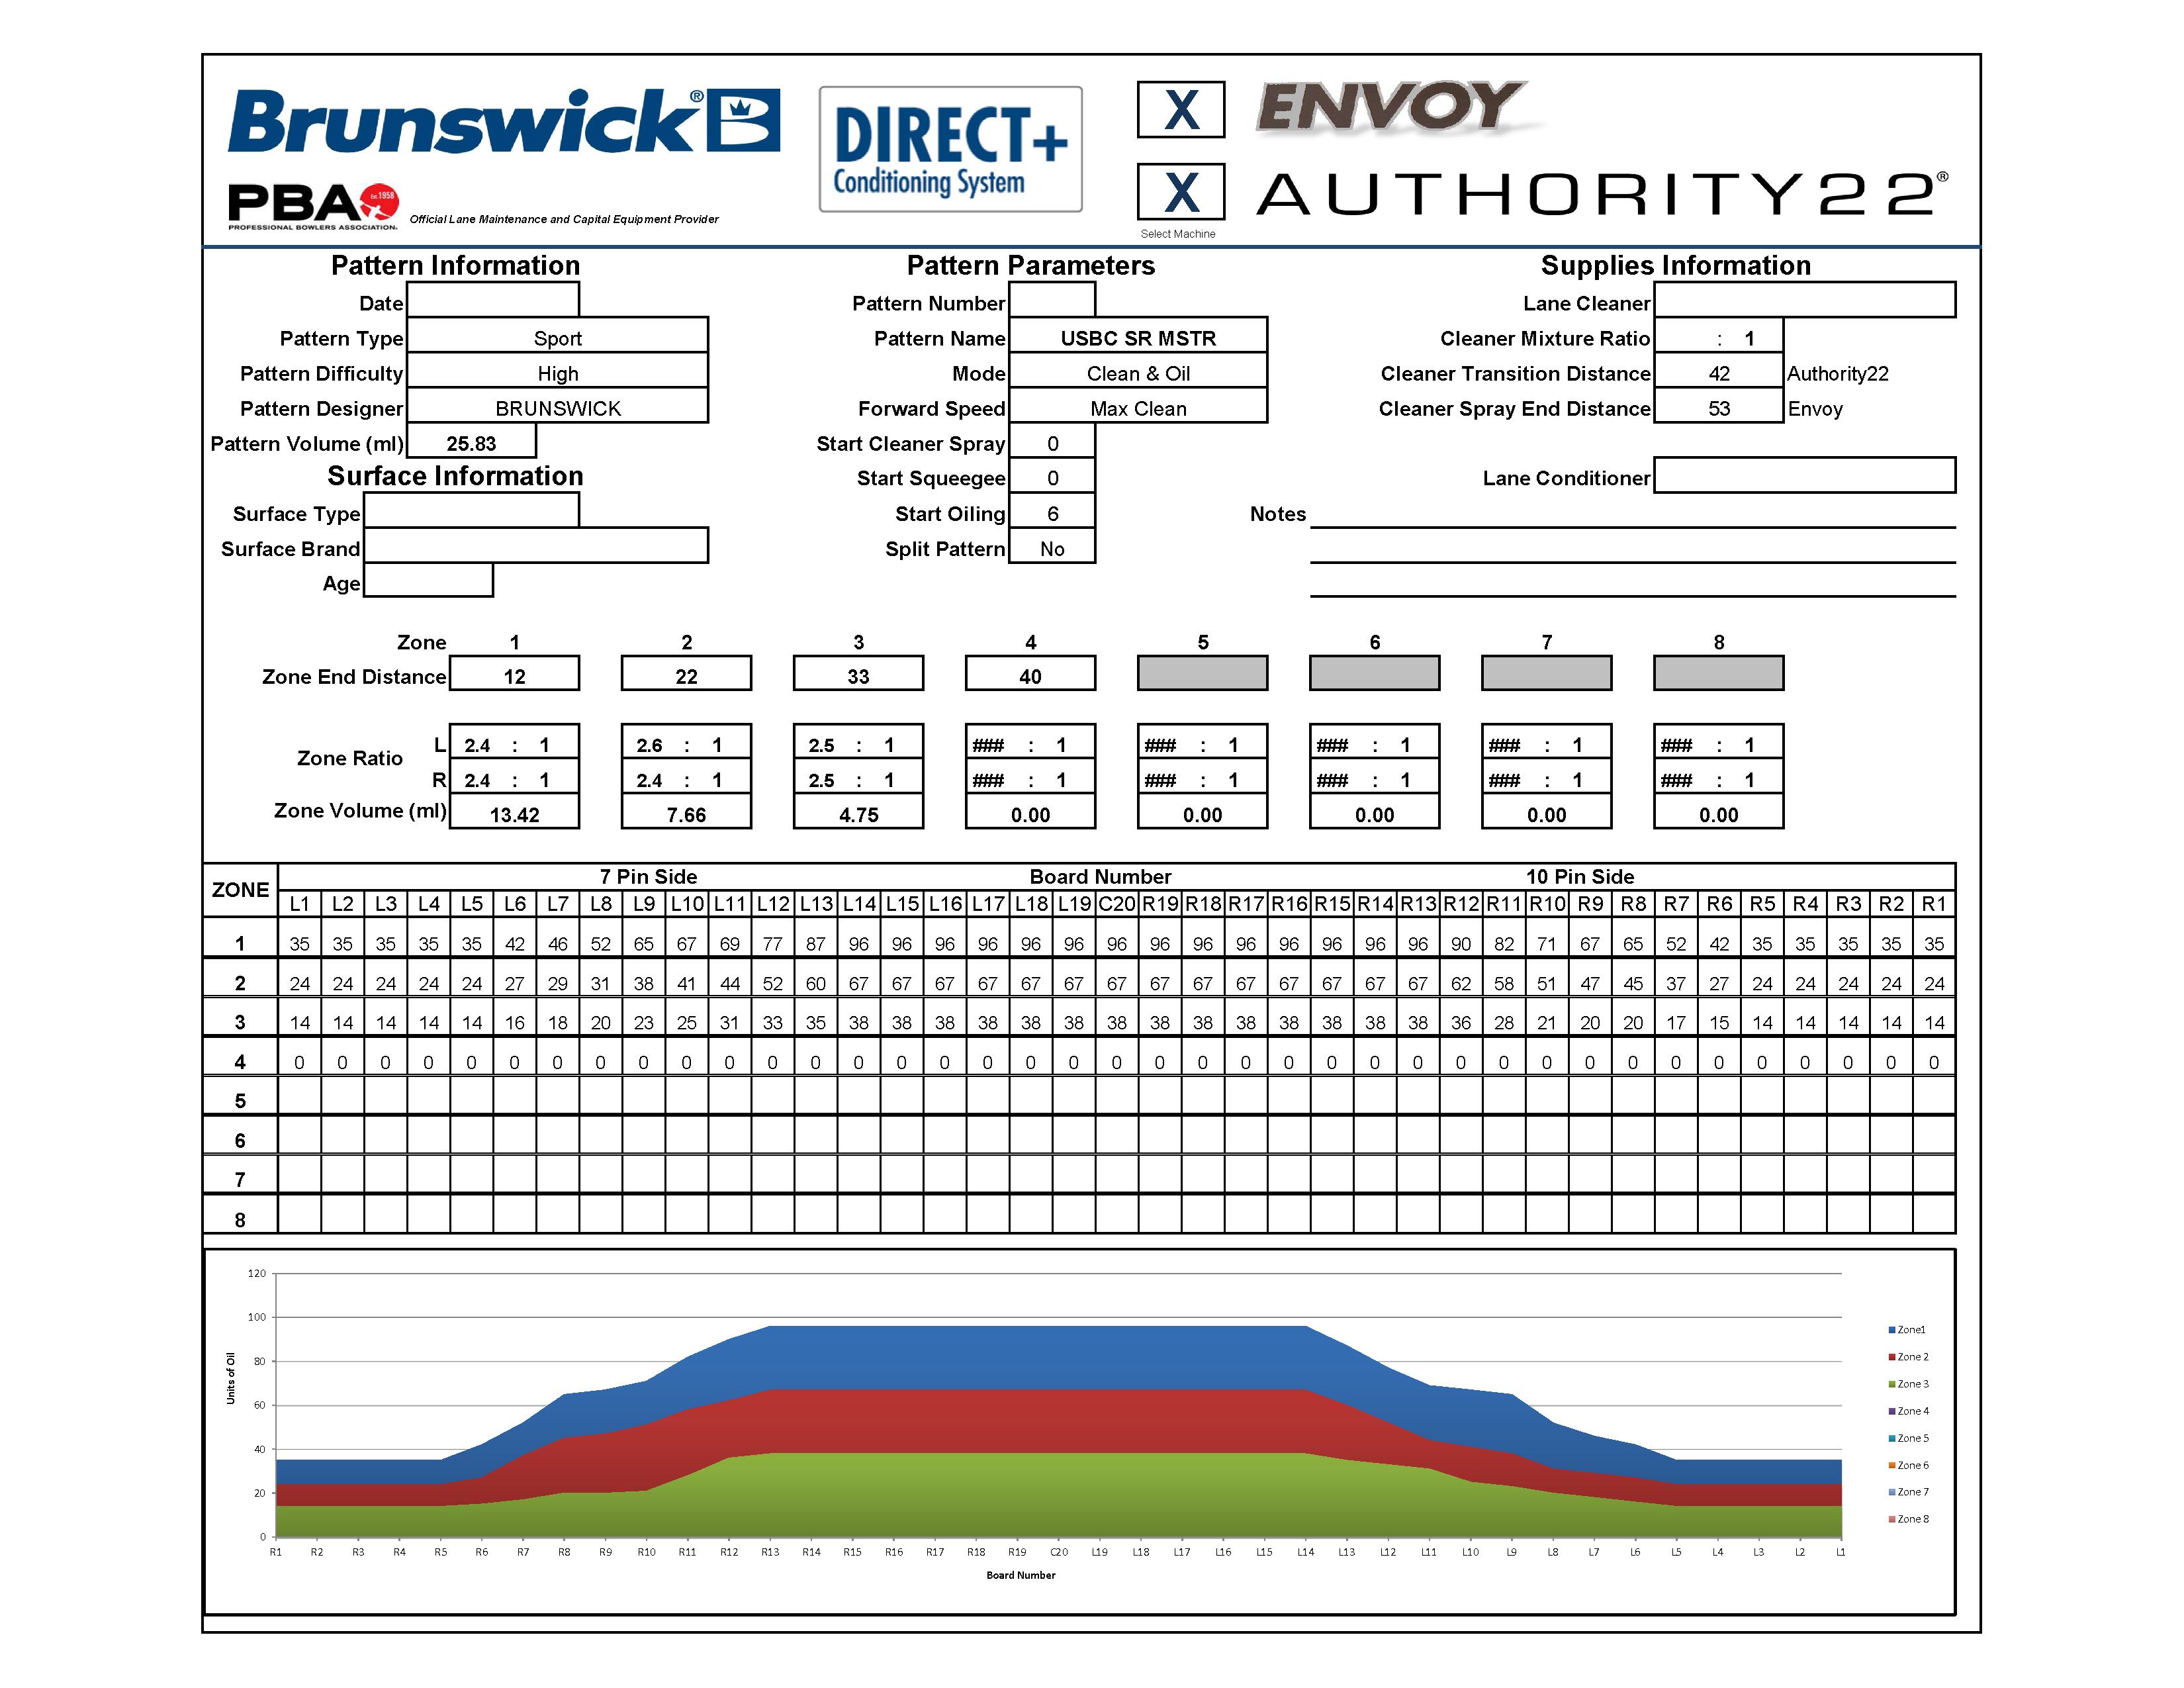 Brunswick® B
DIRECT+
Conditioning System
X ENVOY
X AUTHORITY22®
Select Machine
PBA est.1958
PROFESSIONAL BOWLERS ASSOCIATION.
Official Lane Maintenance and Capital Equipment Provider
Pattern Information
Date
Pattern Type Sport
Pattern Difficulty High
Pattern Designer BRUNSWICK
Pattern Volume (ml) 25.83
Surface Information
Surface Type
Surface Brand
Age
Pattern Parameters
Pattern Number
Pattern Name USBC SR MSTR
Mode Clean & Oil
Forward Speed Max Clean
Start Cleaner Spray 0
Start Squeegee 0
Start Oiling 6
Split Pattern No
Supplies Information
Lane Cleaner
Cleaner Mixture Ratio : 1
Cleaner Transition Distance 42 Authority22
Cleaner Spray End Distance 53 Envoy
Lane Conditioner
Notes
Zone 1 2 3 4 5 6 7 8
Zone End Distance 12 22 33 40
Zone Ratio
L 2.4 : 1 2.6 : 1 2.5 : 1 ### : 1 ### : 1 ### : 1 ### : 1 ### : 1
R 2.4 : 1 2.4 : 1 2.5 : 1 ### : 1 ### : 1 ### : 1 ### : 1 ### : 1
Zone Volume (ml) 13.42 7.66 4.75 0.00 0.00 0.00 0.00 0.00
ZONE 7 Pin Side Board Number 10 Pin Side
L1 L2 L3 L4 L5 L6 L7 L8 L9 L10 L11 L12 L13 L14 L15 L16 L17 L18 L19 C20 R19 R18 R17 R16 R15 R14 R13 R12 R11 R10 R9 R8 R7 R6 R5 R4 R3 R2 R1
1 35 35 35 35 35 42 46 52 65 67 69 77 87 96 96 96 96 96 96 96 96 96 96 96 96 96 96 90 82 71 67 65 52 42 35 35 35 35 35
2 24 24 24 24 24 27 29 31 38 41 44 52 60 67 67 67 67 67 67 67 67 67 67 67 67 67 67 62 58 51 47 45 37 27 24 24 24 24 24
3 14 14 14 14 14 16 18 20 23 25 31 33 35 38 38 38 38 38 38 38 38 38 38 38 38 38 38 36 28 21 20 20 17 15 14 14 14 14 14
4 0 0 0 0 0 0 0 0 0 0 0 0 0 0 0 0 0 0 0 0 0 0 0 0 0 0 0 0 0 0 0 0 0 0 0 0 0 0 0
5
6
7
8
120
100
80
60
40
20
0
Units of Oil
R1 R2 R3 R4 R5 R6 R7 R8 R9 R10 R11 R12 R13 R14 R15 R16 R17 R18 R19 C20 L19 L18 L17 L16 L15 L14 L13 L12 L11 L10 L9 L8 L7 L6 L5 L4 L3 L2 L1
Board Number
Zone1
Zone 2
Zone 3
Zone 4
Zone 5
Zone 6
Zone 7
Zone 8